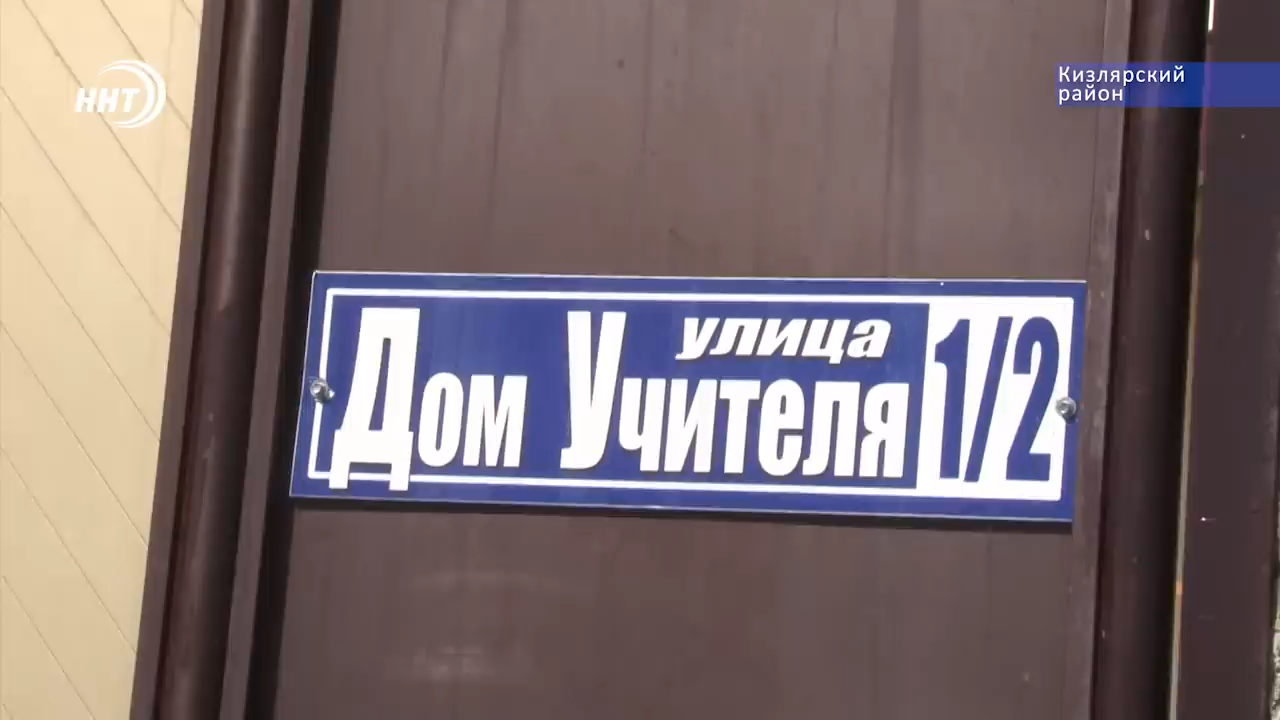 ННТ
Кизлярский
район
улица
Дом Учителя 1/2